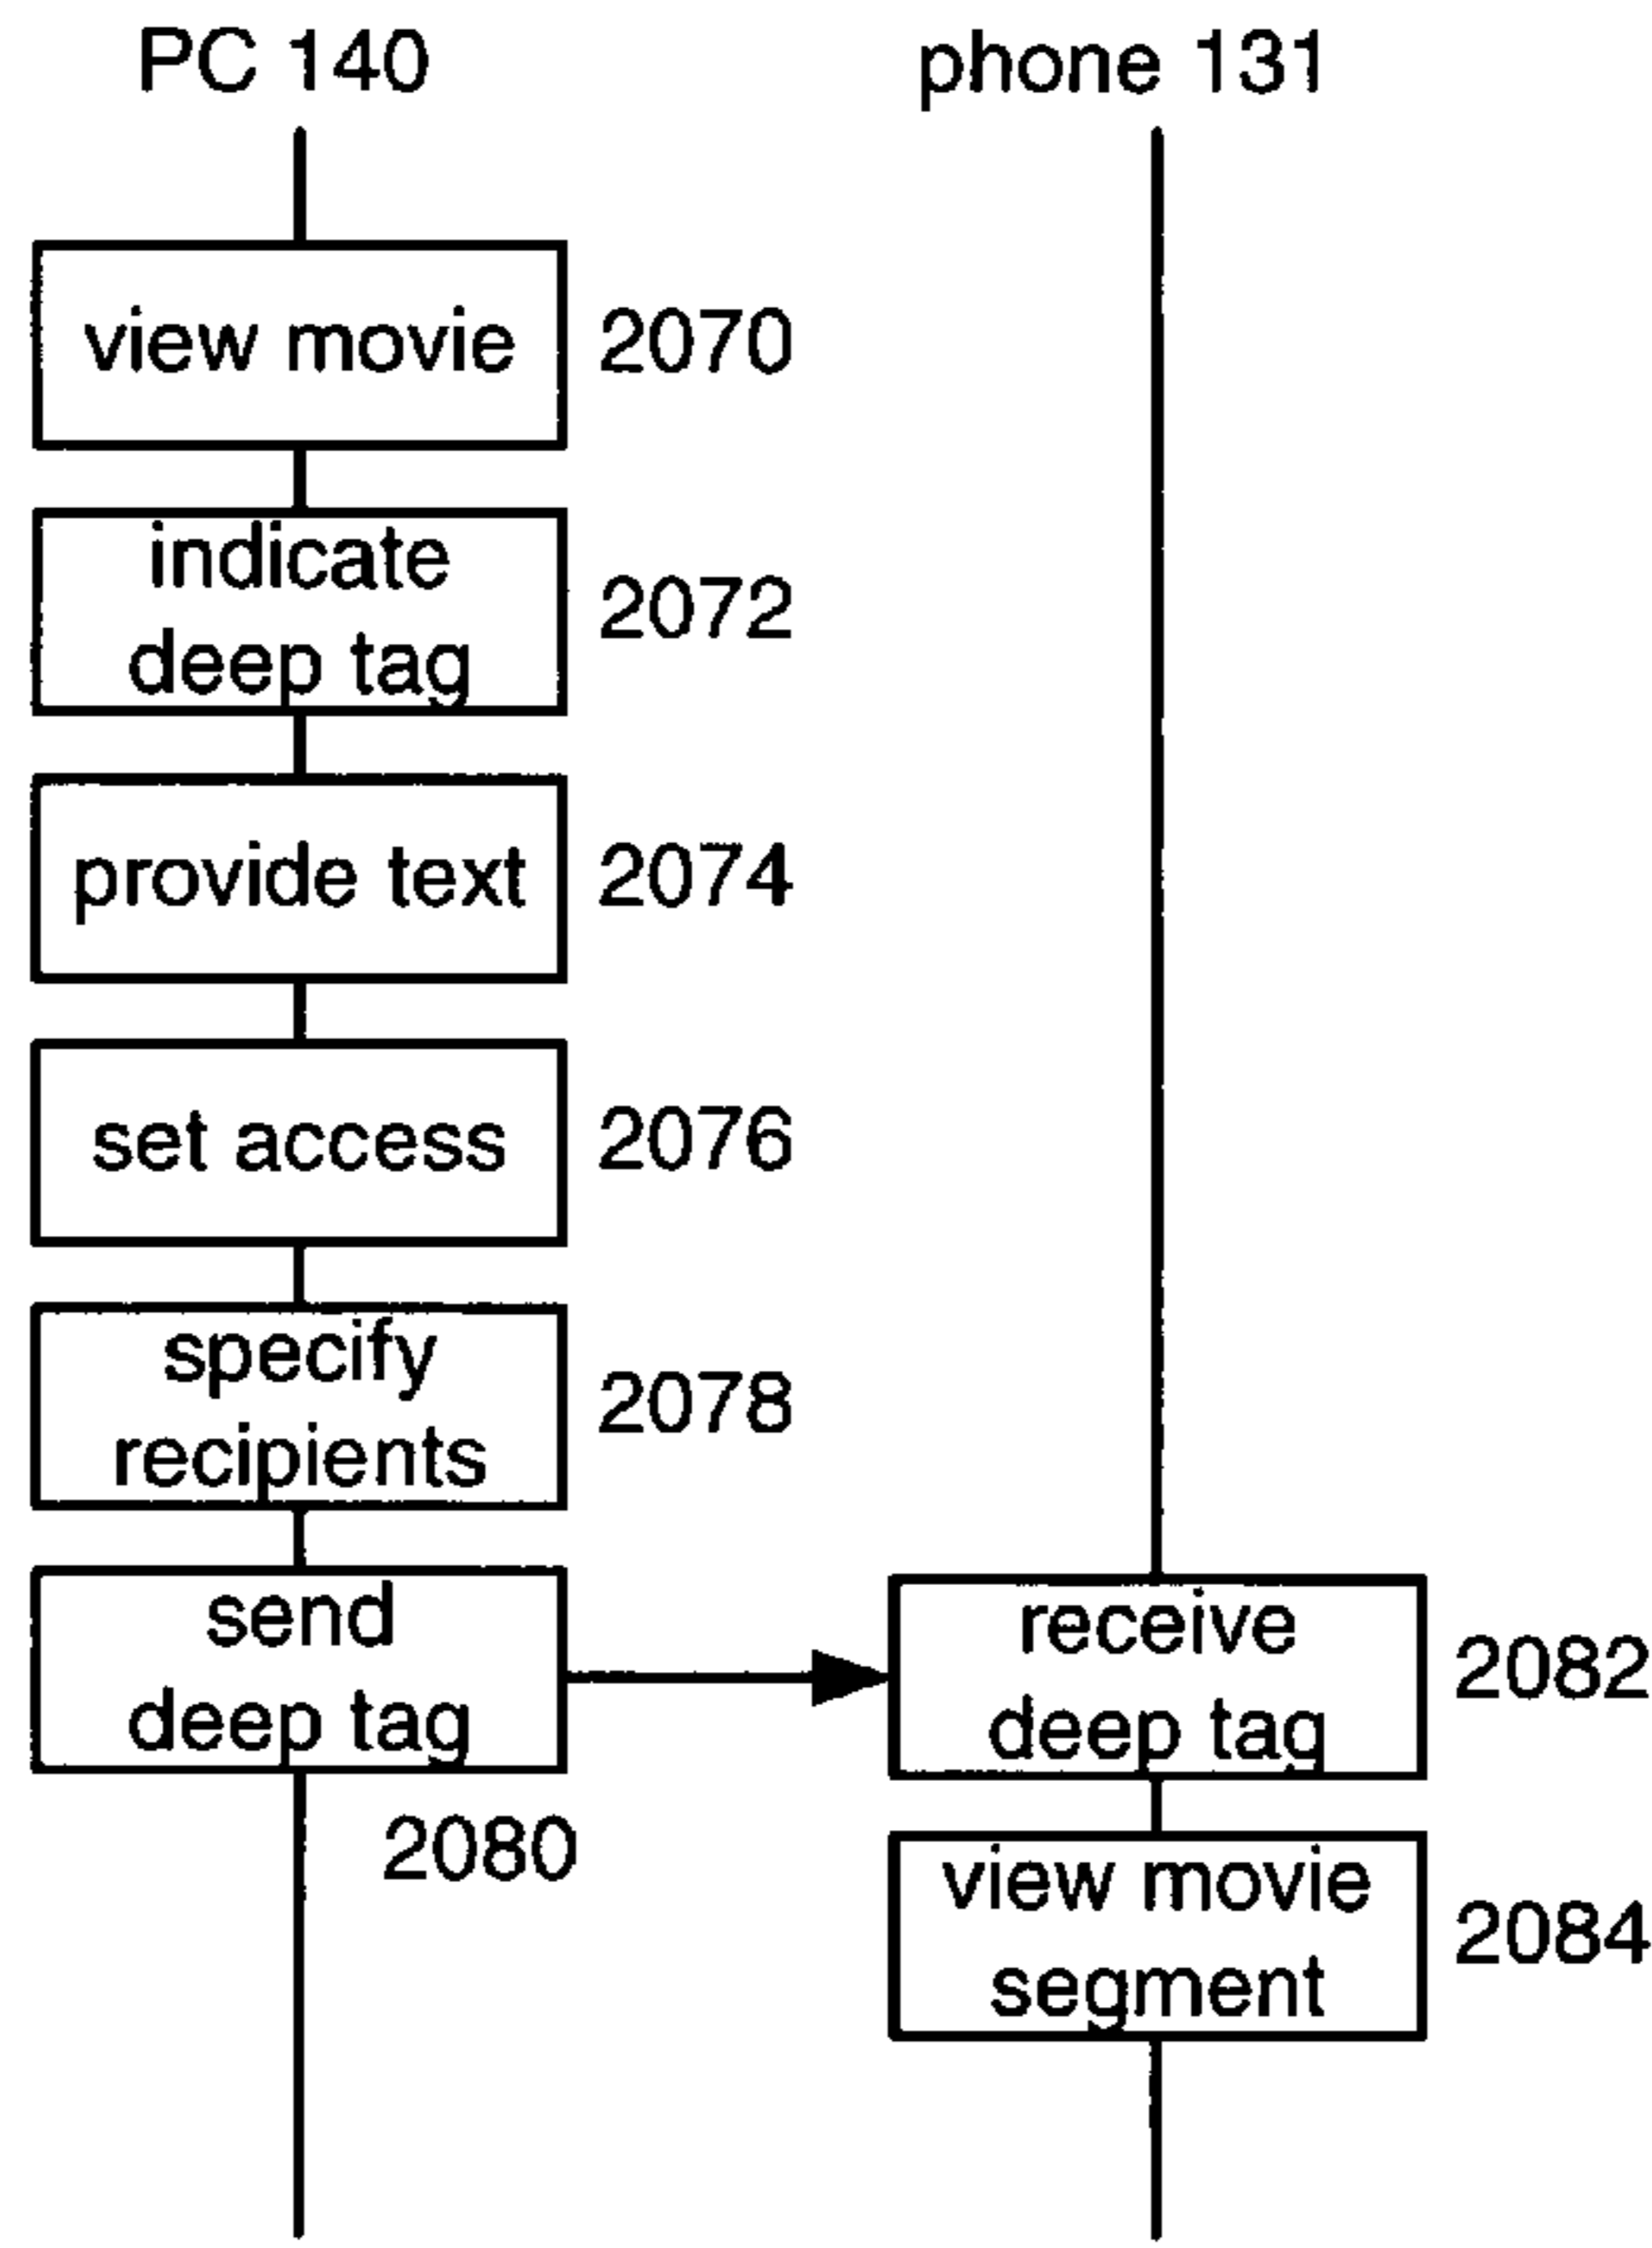 PC 140
phone 131
view movie
2070
indicate
deep tag
2072
provide text
2074
set access
2076
specify
recipients
2078
send
deep tag
2080
receive
deep tag
2082
view movie
segment
2084